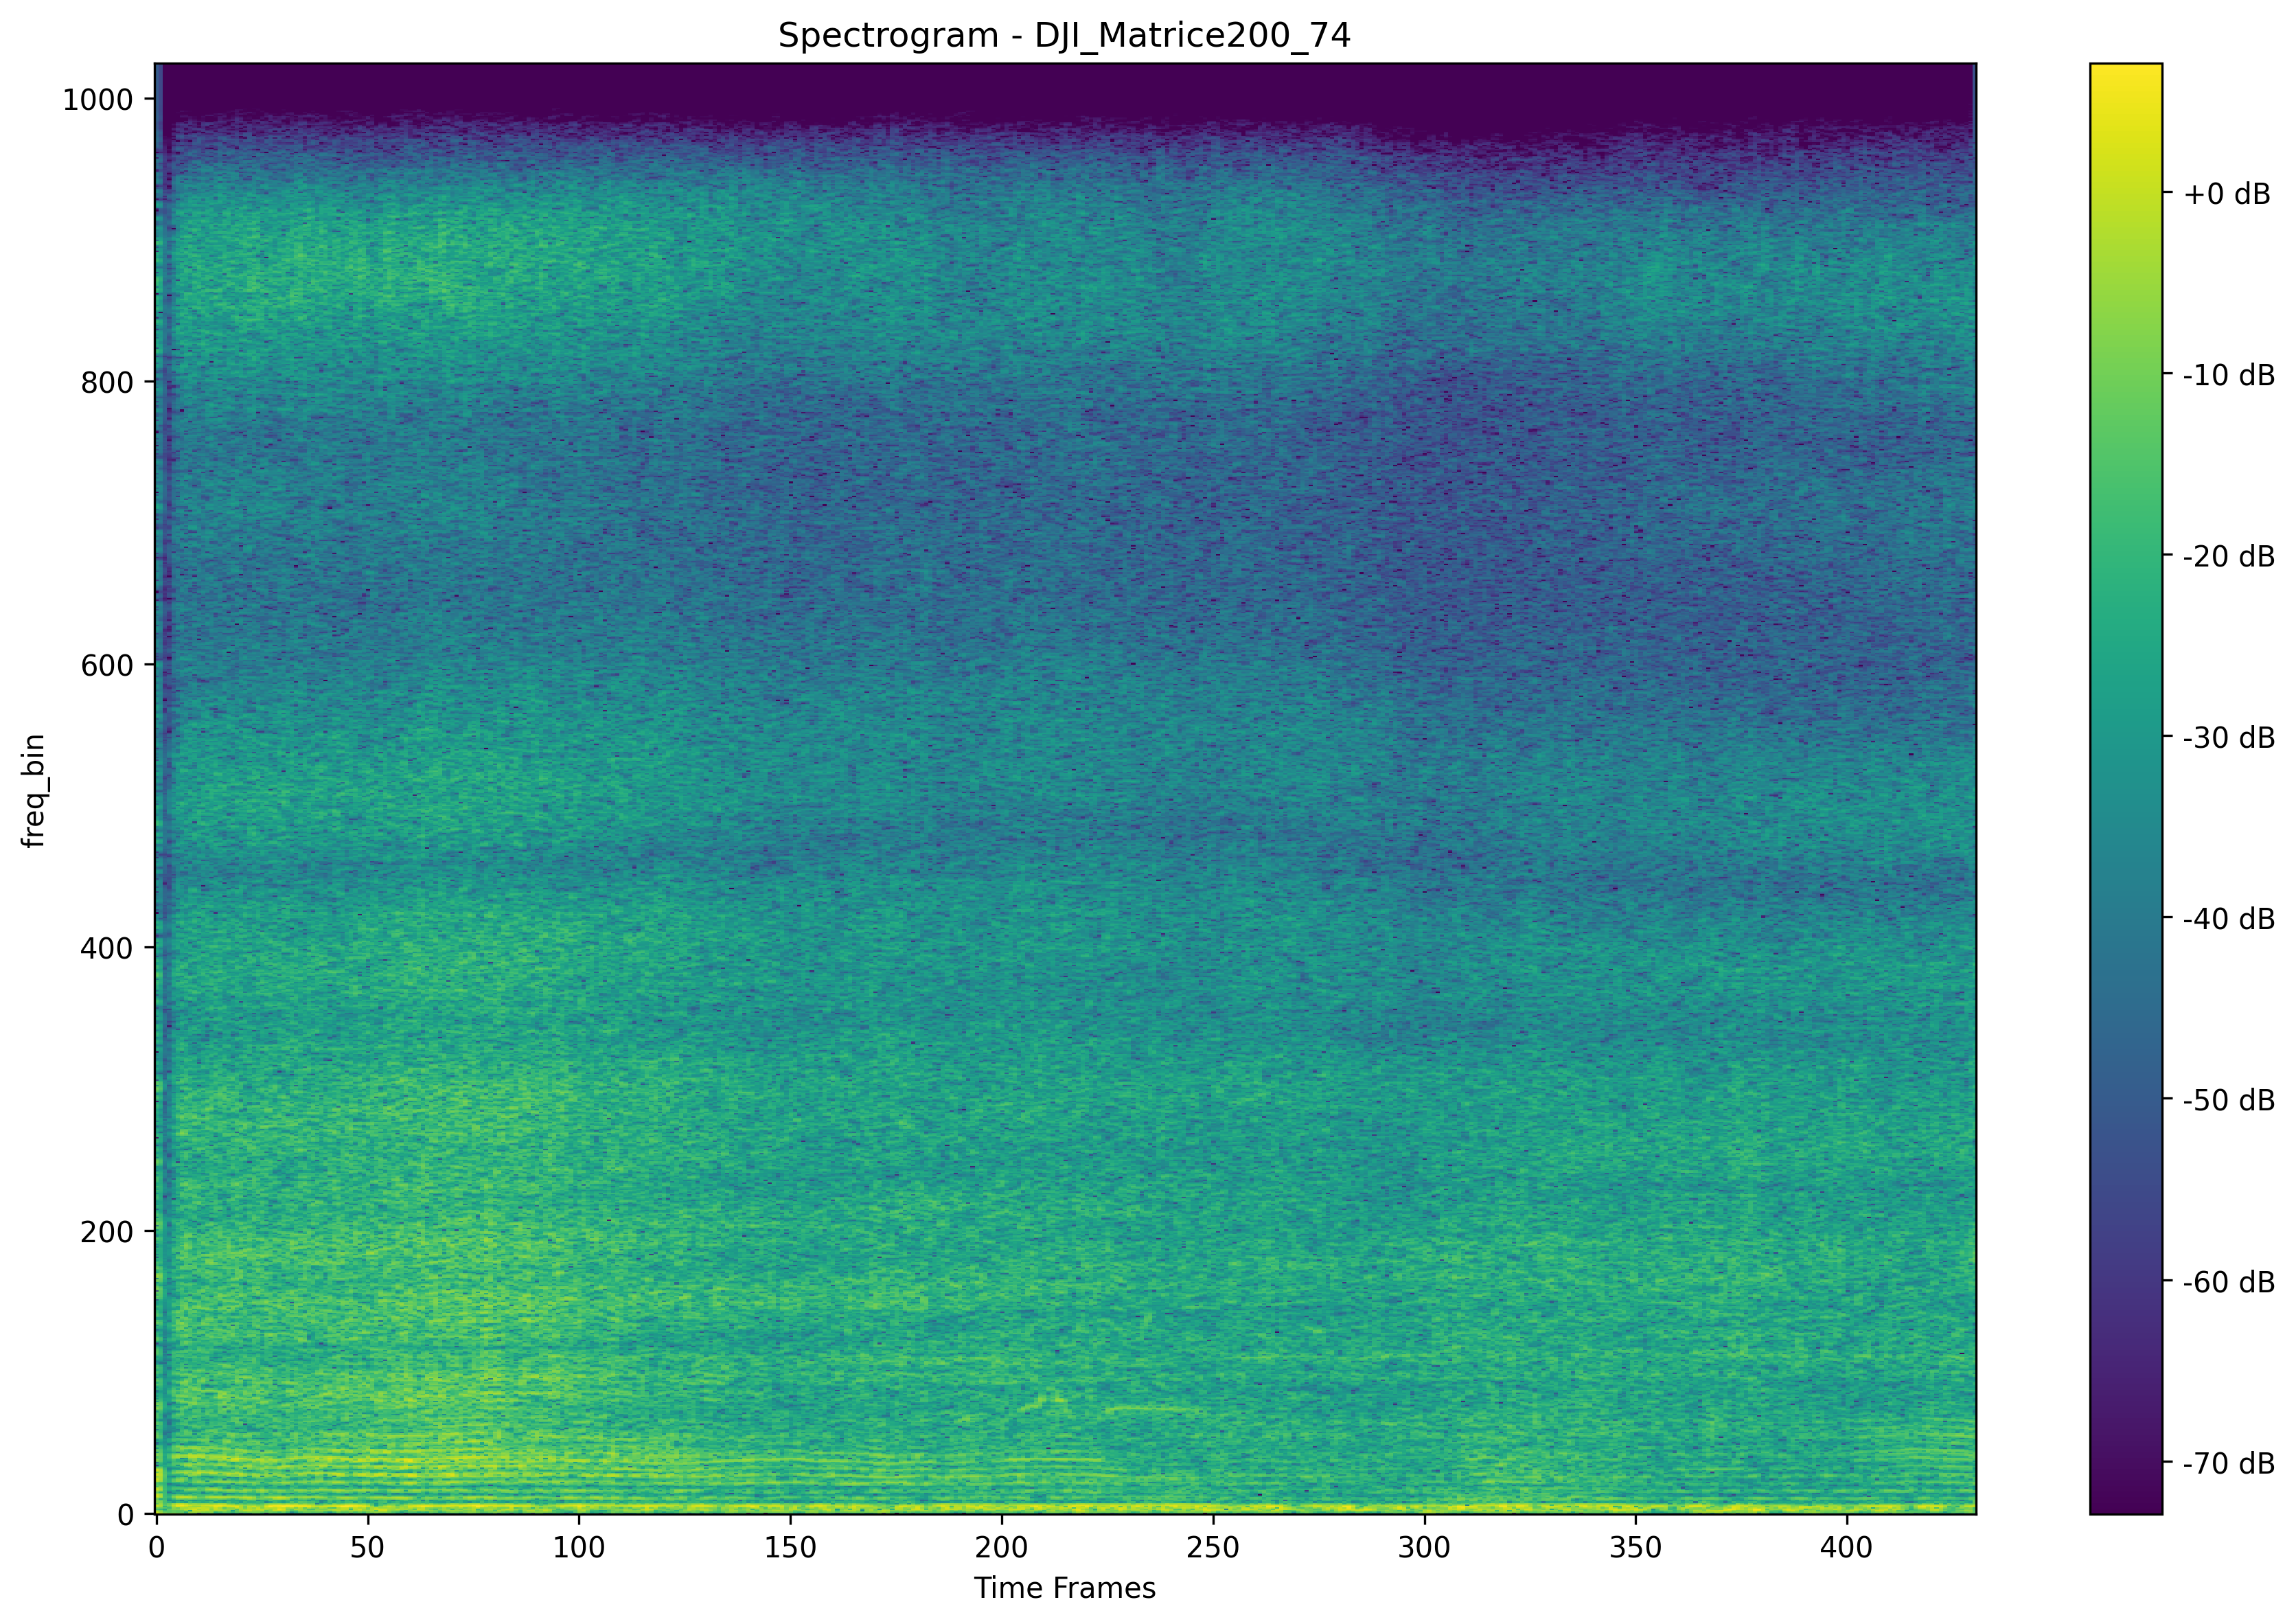 Spectrogram - DJI_Matrice200_74
1000
800
600
400
200
0
freq_bin
0 50 100 150 200 250 300 350 400
Time Frames
+0 dB
-10 dB
-20 dB
-30 dB
-40 dB
-50 dB
-60 dB
-70 dB